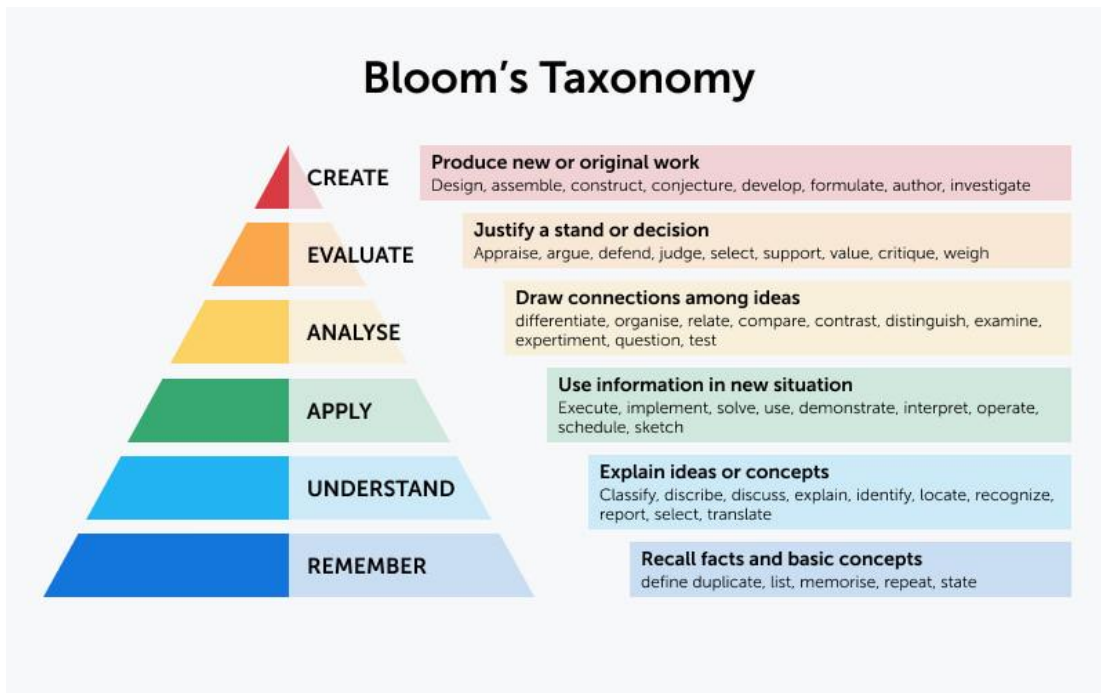 Bloom's Taxonomy
CREATE
Produce new or original work
Design, assemble, construct, conjecture, develop, formulate, author, investigate
EVALUATE
Justify a stand or decision
Appraise, argue, defend, judge, select, support, value, critique, weigh
ANALYSE
Draw connections among ideas
differentiate, organise, relate, compare, contrast, distinguish, examine,
expertiment, question, test
APPLY
Use information in new situation
Execute, implement, solve, use, demonstrate, interpret, operate,
schedule, sketch
UNDERSTAND
Explain ideas or concepts
Classify, discribe, discuss, explain, identify, locate, recognize,
report, select, translate
REMEMBER
Recall facts and basic concepts
define duplicate, list, memorise, repeat, state